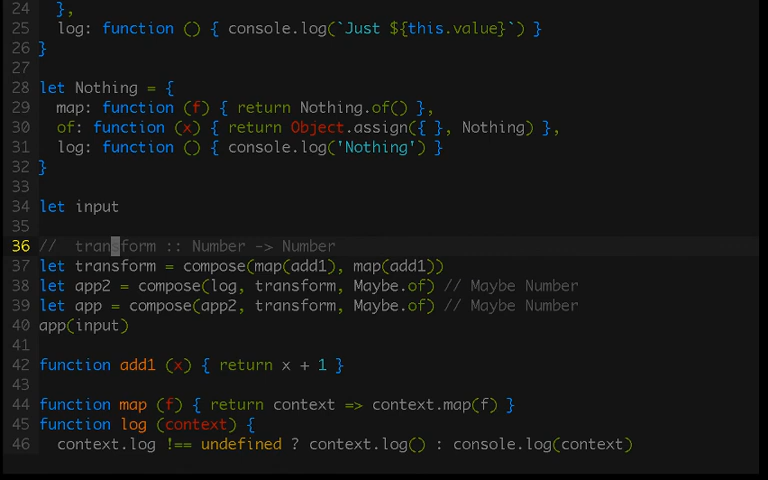 24   },
25   log: function () { console.log(`Just ${this.value}`) }
26 }
27
28 let Nothing = {
29   map: function (f) { return Nothing.of() },
30   of: function (x) { return Object.assign({ }, Nothing) },
31   log: function () { console.log('Nothing') }
32 }
33
34 let input
35
36 //  transform :: Number -> Number
37 let transform = compose(map(add1), map(add1))
38 let app2 = compose(log, transform, Maybe.of) // Maybe Number
39 let app = compose(app2, transform, Maybe.of) // Maybe Number
40 app(input)
41
42 function add1 (x) { return x + 1 }
43
44 function map (f) { return context => context.map(f) }
45 function log (context) {
46   context.log !== undefined ? context.log() : console.log(context)